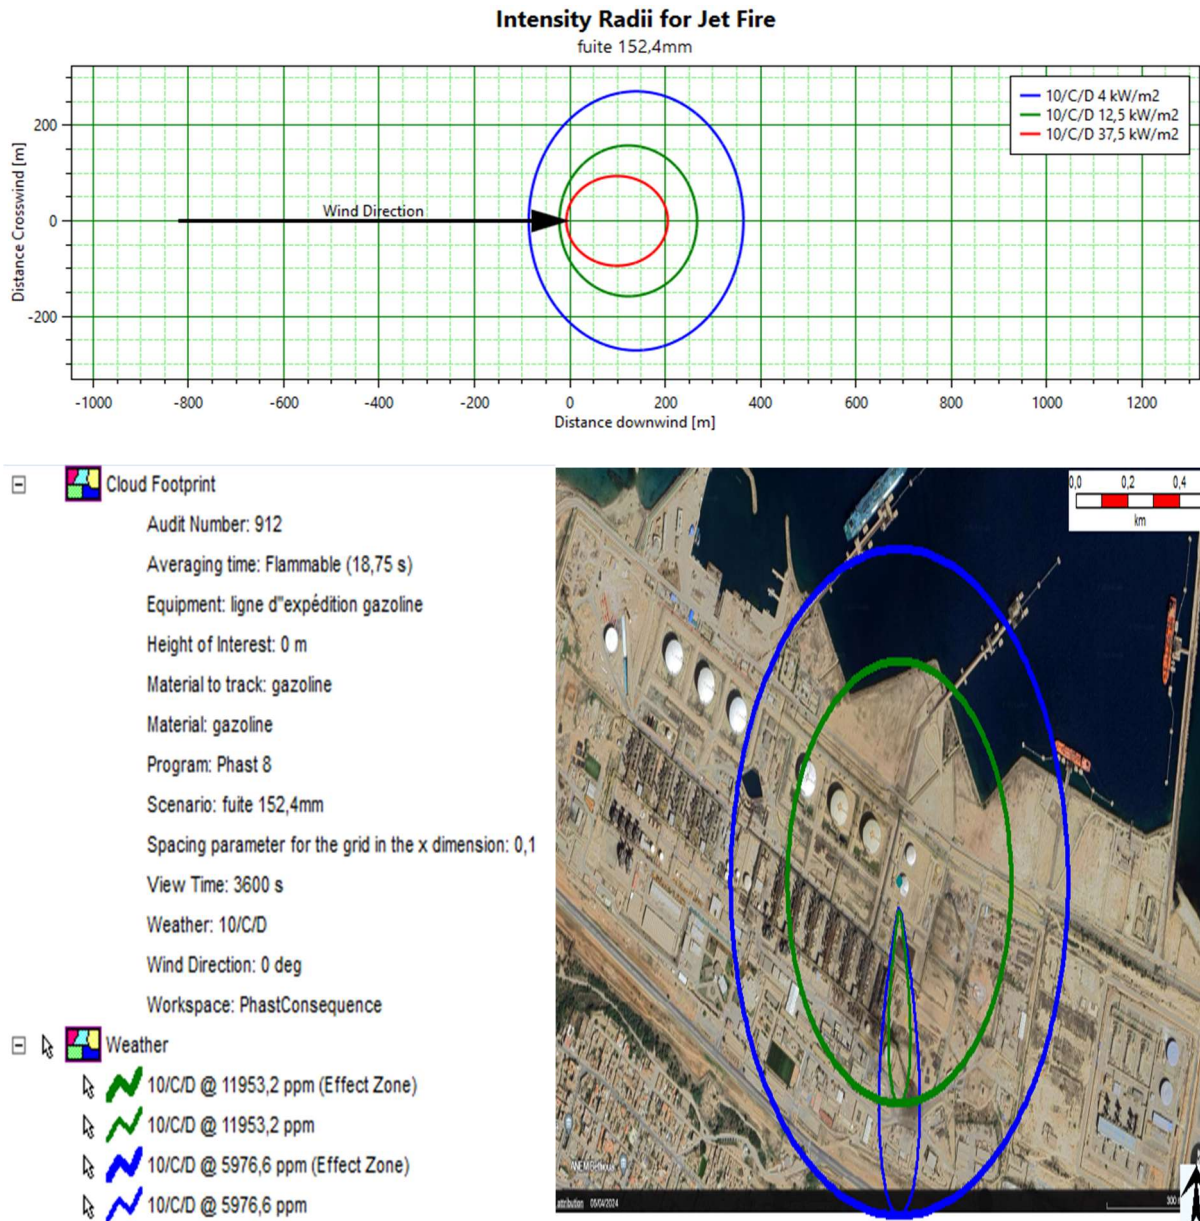 Intensity Radii for Jet Fire
fuite 152,4mm
10/C/D 4 kW/m2
10/C/D 12,5 kW/m2
10/C/D 37,5 kW/m2
200
0
-200
Distance Crosswind [m]
Wind Direction
-1000 -800 -600 -400 -200 0 200 400 600 800 1000 1200
Distance downwind [m]
Cloud Footprint
Audit Number: 912
Averaging time: Flammable (18,75 s)
Equipment: ligne d"expédition gazoline
Height of Interest: 0 m
Material to track: gazoline
Material: gazoline
Program: Phast 8
Scenario: fuite 152,4mm
Spacing parameter for the grid in the x dimension: 0,1
View Time: 3600 s
Weather: 10/C/D
Wind Direction: 0 deg
Workspace: PhastConsequence
Weather
10/C/D @ 11953,2 ppm (Effect Zone)
10/C/D @ 11953,2 ppm
10/C/D @ 5976,6 ppm (Effect Zone)
10/C/D @ 5976,6 ppm
0,0 0,2 0,4
km
attribution 05/04/2024
300